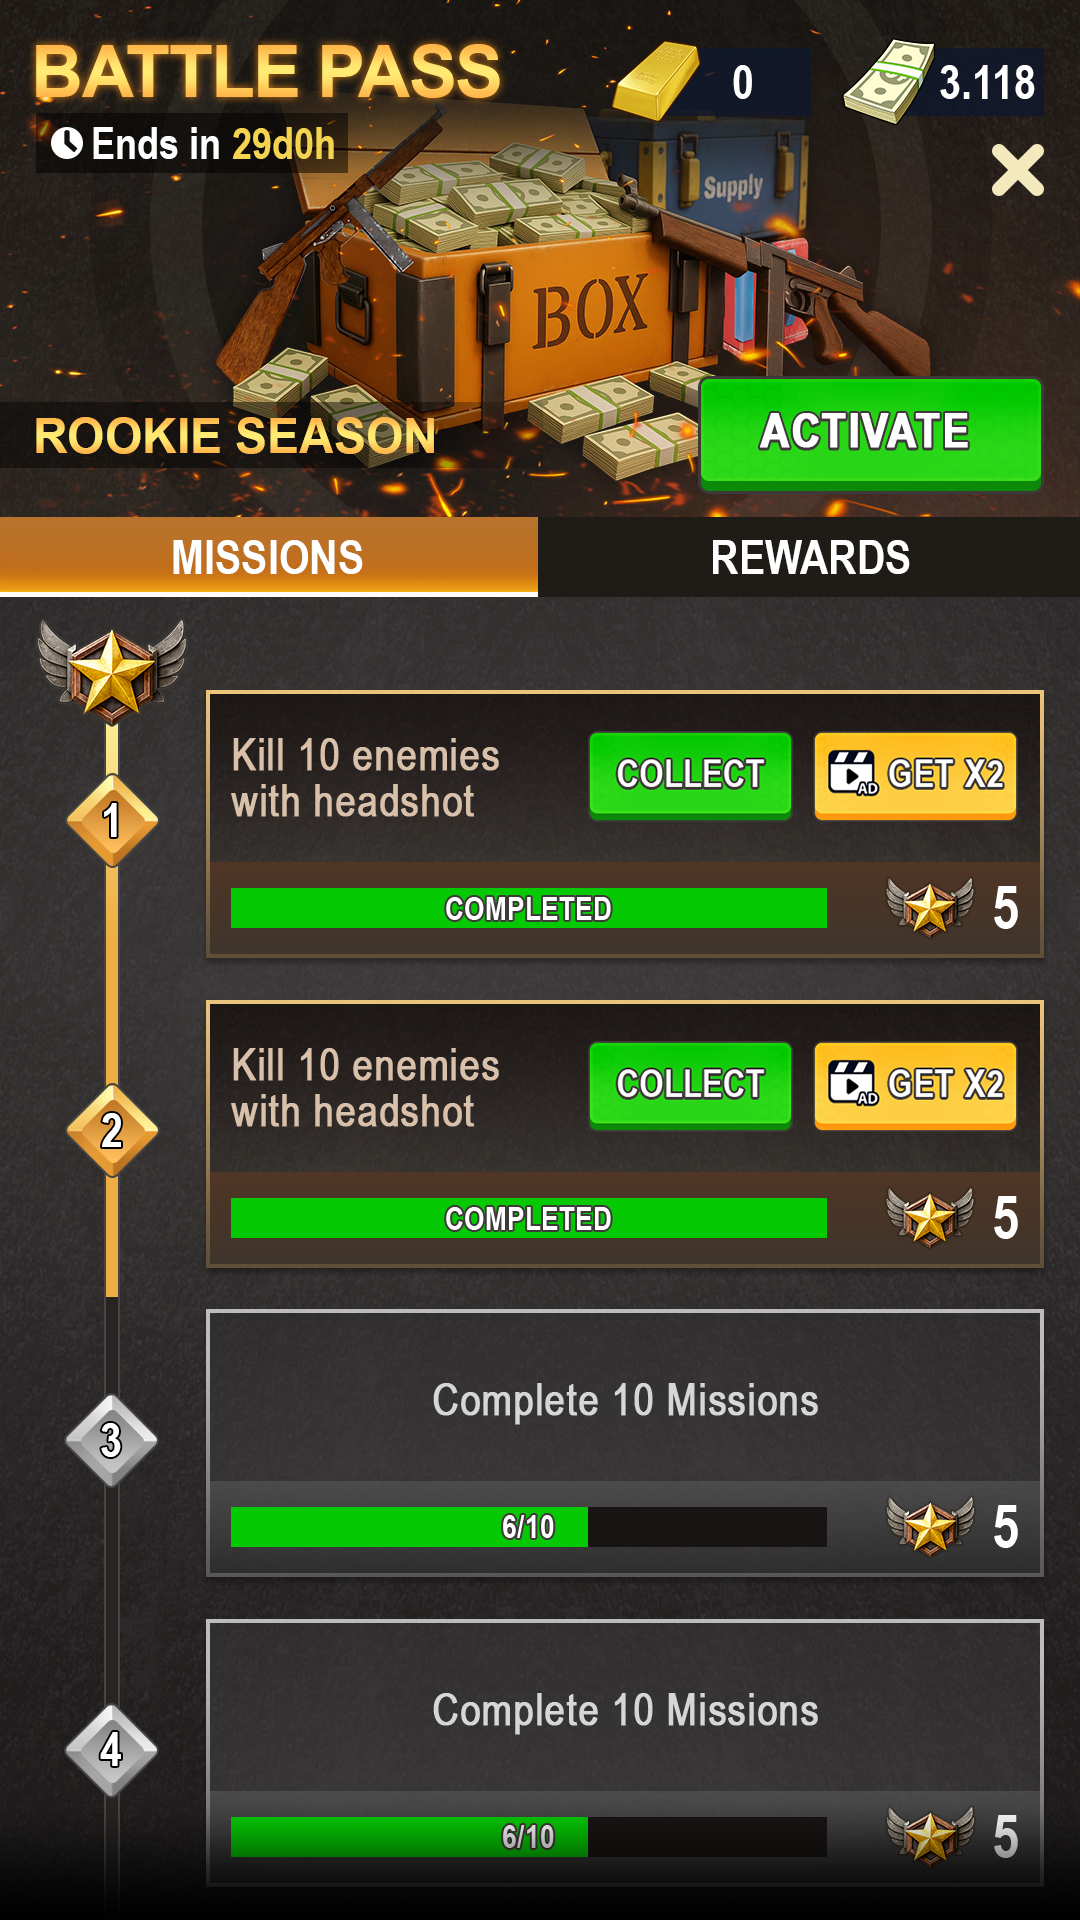 BATTLE PASS
0
3.118
Ends in 29d0h
Supply
BOX
ROOKIE SEASON
ACTIVATE
MISSIONS
REWARDS
Kill 10 enemies
with headshot
COLLECT
AD
GET X2
1
COMPLETED
5
Kill 10 enemies
with headshot
COLLECT
AD
GET X2
2
COMPLETED
5
Complete 10 Missions
3
6/10
5
Complete 10 Missions
4
6/10
5